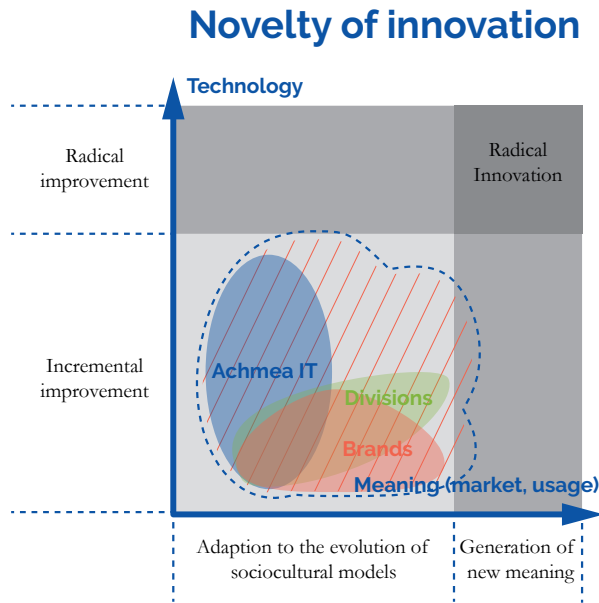 Novelty of innovation
Technology
Radical
improvement
Radical
Innovation
Incremental
improvement
Achmea IT
Divisions
Brands
Meaning (market, usage)
Adaption to the evolution of
sociocultural models
Generation of
new meaning